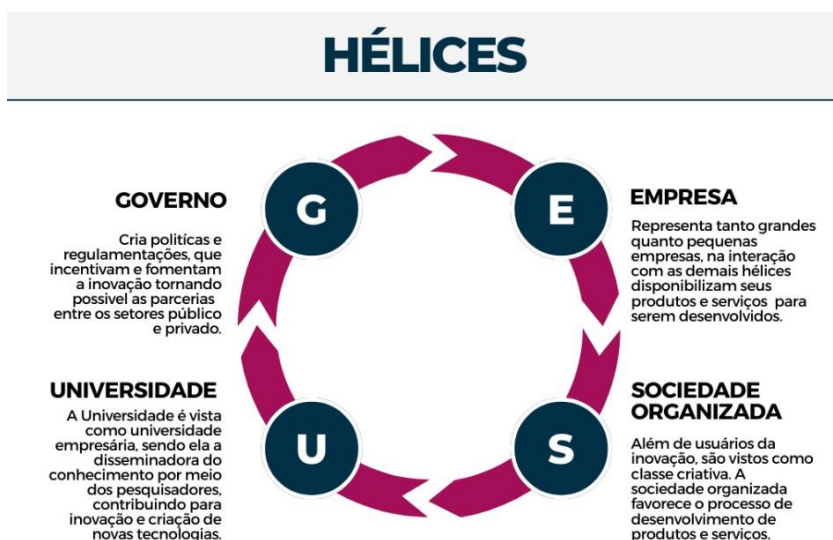 HÉLICES
GOVERNO
Cria politícas e
regulamentações, que
incentivam e fomentam
a inovação tornando
possivel as parcerias
entre os setores público
e privado.
G
E
EMPRESA
Representa tanto grandes
quanto pequenas
empresas, na interação
com as demais hélices
disponibilizam seus
produtos e serviços para
serem desenvolvidos.
UNIVERSIDADE
A Universidade é vista
como universidade
empresária, sendo ela a
disseminadora do
conhecimento por meio
dos pesquisadores,
contribuindo para
inovação e criação de
novas tecnologias.
U
S
SOCIEDADE
ORGANIZADA
Além de usuários da
inovação, são vistos como
classe criativa. A
sociedade organizada
favorece o processo de
desenvolvimento de
produtos e serviços.